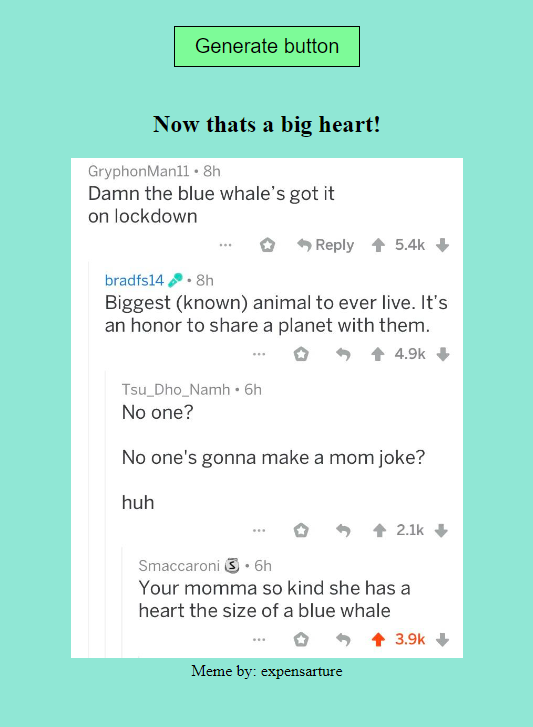 Generate button
Now thats a big heart!
GryphonMan11 • 8h
Damn the blue whale's got it
on lockdown
... Reply 5.4k
bradfs14 • 8h
Biggest (known) animal to ever live. It's
an honor to share a planet with them.
... 4.9k
Tsu_Dho_Namh • 6h
No one?
No one's gonna make a mom joke?
huh
... 2.1k
Smaccaroni S • 6h
Your momma so kind she has a
heart the size of a blue whale
... 3.9k
Meme by: expensarture